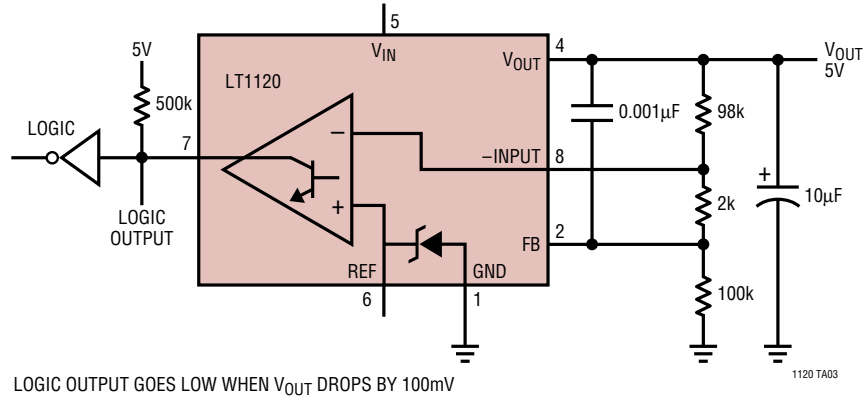 5
4
V_IN
V_OUT
V_OUT
5V
5V
LT1120
500k
0.001µF
98k
LOGIC
7
–
–INPUT
8
+
2k
10µF
LOGIC
OUTPUT
+
FB
2
REF
GND
6
1
100k
1120 TA03
LOGIC OUTPUT GOES LOW WHEN V_OUT DROPS BY 100mV